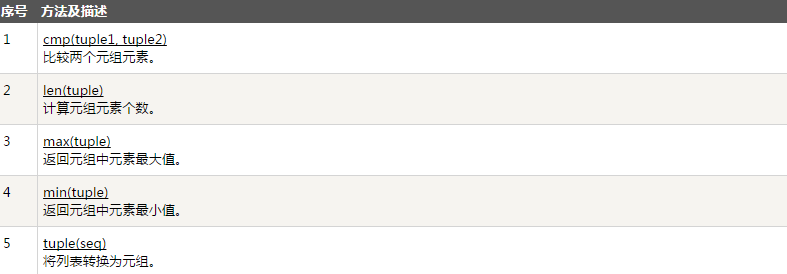 序号 方法及描述
1 cmp(tuple1, tuple2)
比较两个元组元素。
2 len(tuple)
计算元组元素个数。
3 max(tuple)
返回元组中元素最大值。
4 min(tuple)
返回元组中元素最小值。
5 tuple(seq)
将列表转换为元组。